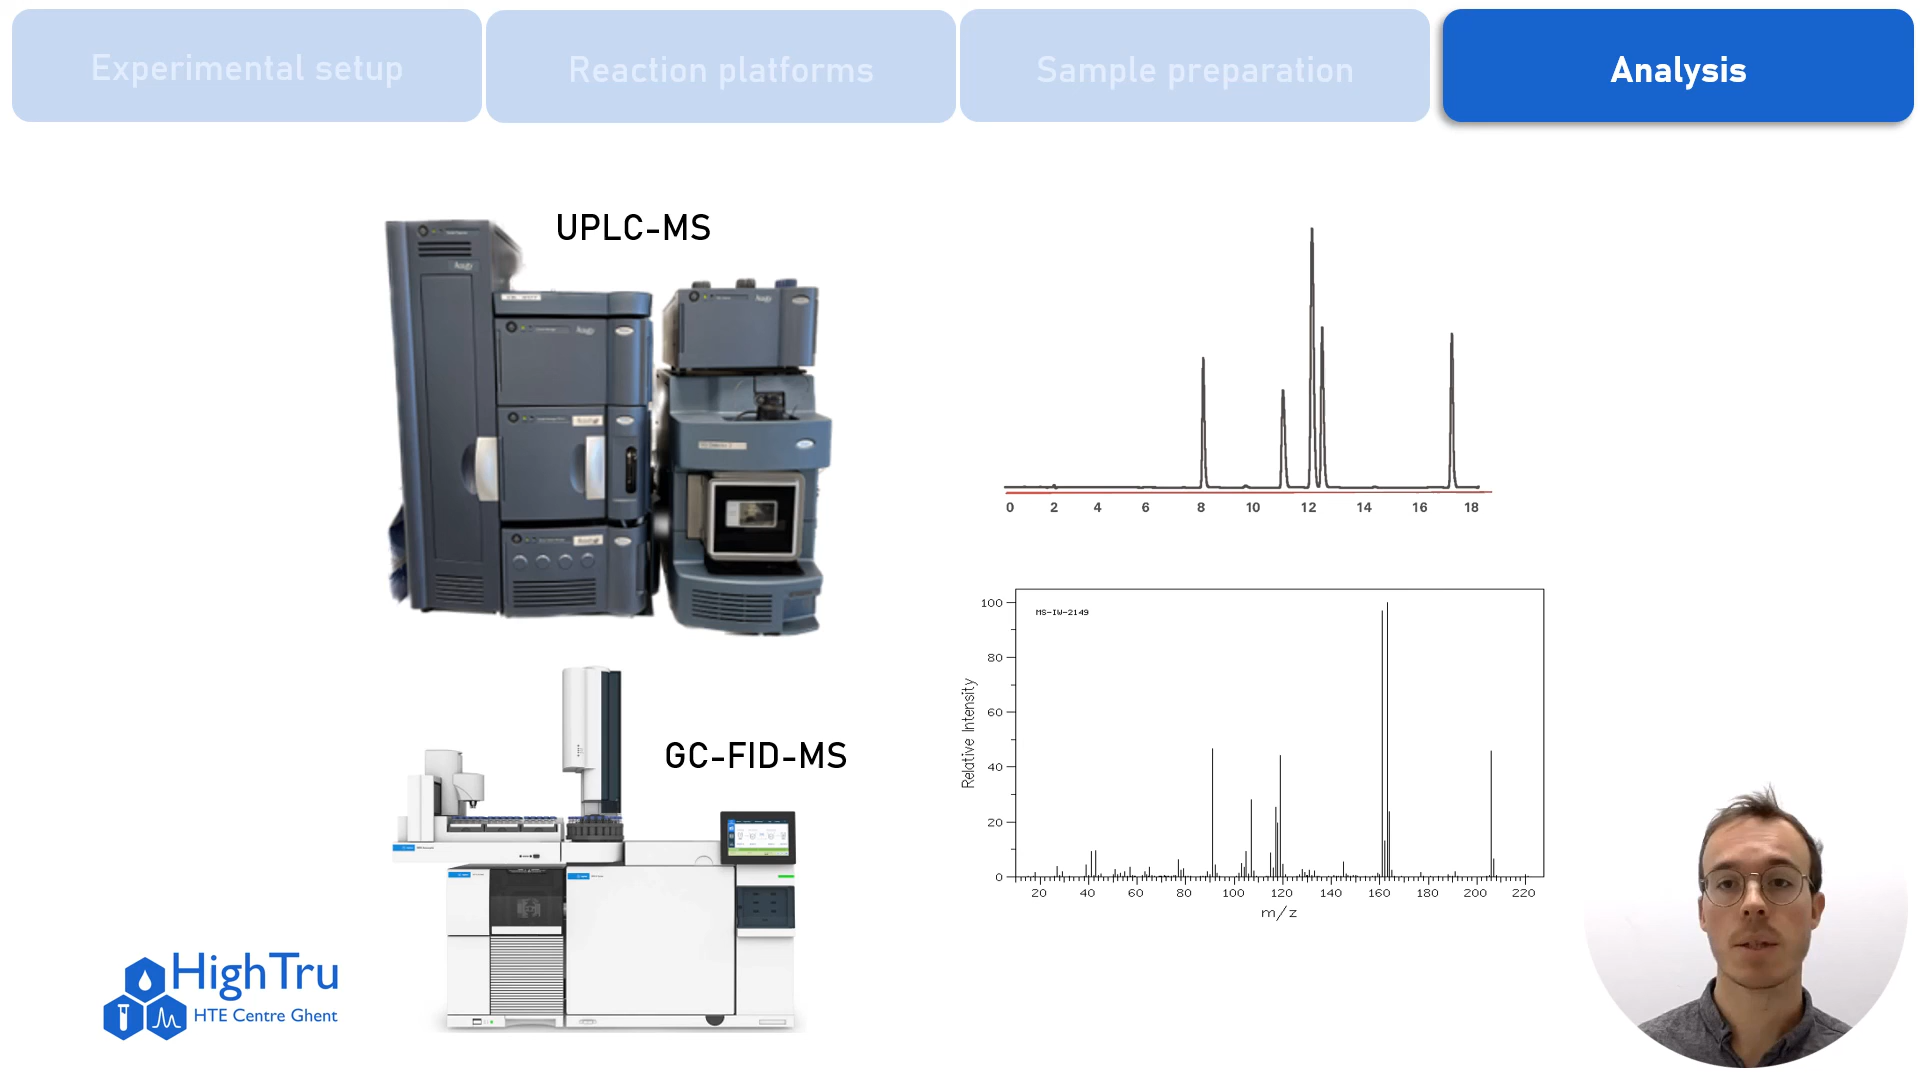 Experimental setup
Reaction platforms
Sample preparation
Analysis
UPLC-MS
0 2 4 6 8 10 12 14 16 18
MS-IW-2149
100
80
60
40
20
0
Relative Intensity
20 40 60 80 100 120 140 160 180 200 220
m/z
GC-FID-MS
HighTru
HTE Centre Ghent